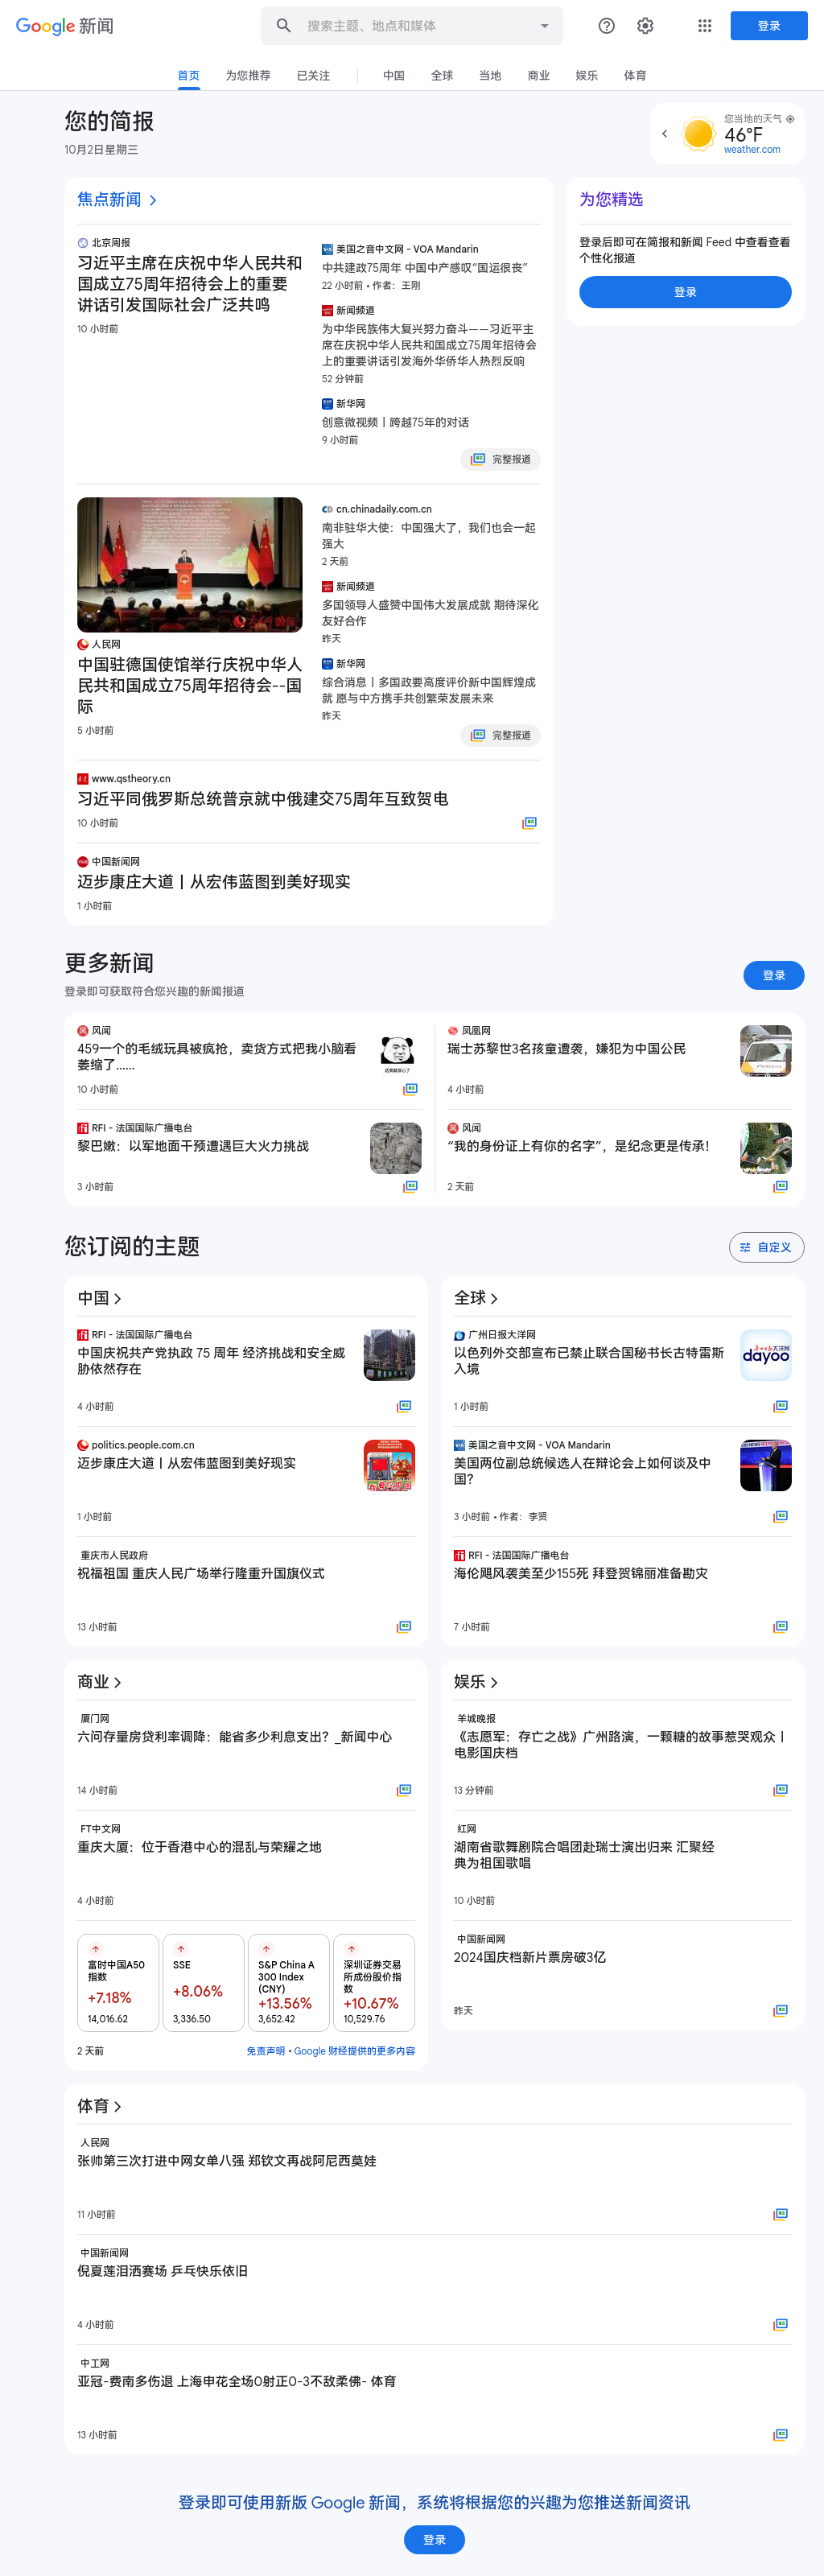 Google 新闻
搜索主题、地点和媒体
登录
首页
为您推荐
已关注
中国
全球
当地
商业
娱乐
体育
您的简报
10月2日星期三
您当地的天气
46°F
weather.com
焦点新闻
北京周报
习近平主席在庆祝中华人民共和
国成立75周年招待会上的重要
讲话引发国际社会广泛共鸣
10 小时前
美国之音中文网 - VOA Mandarin
中共建政75周年 中国中产感叹“国运很丧”
22 小时前 • 作者：王刚
新闻频道
为中华民族伟大复兴努力奋斗——习近平主
席在庆祝中华人民共和国成立75周年招待会
上的重要讲话引发海外华侨华人热烈反响
52 分钟前
新华网
创意微视频丨跨越75年的对话
9 小时前
完整报道
为您精选
登录后即可在简报和新闻 Feed 中查看查看
个性化报道
登录
人民网
中国驻德国使馆举行庆祝中华人
民共和国成立75周年招待会--国
际
5 小时前
cn.chinadaily.com.cn
南非驻华大使：中国强大了，我们也会一起
强大
2 天前
新闻频道
多国领导人盛赞中国伟大发展成就 期待深化
友好合作
昨天
新华网
综合消息丨多国政要高度评价新中国辉煌成
就 愿与中方携手共创繁荣发展未来
昨天
完整报道
www.qstheory.cn
习近平同俄罗斯总统普京就中俄建交75周年互致贺电
10 小时前
中国新闻网
迈步康庄大道丨从宏伟蓝图到美好现实
1 小时前
更多新闻
登录即可获取符合您兴趣的新闻报道
登录
风闻
459一个的毛绒玩具被疯抢，卖货方式把我小脑看
萎缩了……
10 小时前
凤凰网
瑞士苏黎世3名孩童遭袭，嫌犯为中国公民
4 小时前
RFI - 法国国际广播电台
黎巴嫩：以军地面干预遭遇巨大火力挑战
3 小时前
风闻
“我的身份证上有你的名字”，是纪念更是传承！
2 天前
您订阅的主题
自定义
中国
RFI - 法国国际广播电台
中国庆祝共产党执政 75 周年 经济挑战和安全威
胁依然存在
4 小时前
politics.people.com.cn
迈步康庄大道丨从宏伟蓝图到美好现实
1 小时前
重庆市人民政府
祝福祖国 重庆人民广场举行隆重升国旗仪式
13 小时前
全球
广州日报大洋网
以色列外交部宣布已禁止联合国秘书长古特雷斯
入境
dayoo
1 小时前
美国之音中文网 - VOA Mandarin
美国两位副总统候选人在辩论会上如何谈及中
国？
3 小时前 • 作者：李贤
RFI - 法国国际广播电台
海伦飓风袭美至少155死 拜登贺锦丽准备勘灾
7 小时前
商业
厦门网
六问存量房贷利率调降：能省多少利息支出？_新闻中心
14 小时前
FT中文网
重庆大厦：位于香港中心的混乱与荣耀之地
4 小时前
富时中国A50
指数
+7.18%
14,016.62
SSE
+8.06%
3,336.50
S&P China A
300 Index
(CNY)
+13.56%
3,652.42
深圳证券交易
所成份股价指
数
+10.67%
10,529.76
2 天前
免责声明 • Google 财经提供的更多内容
娱乐
羊城晚报
《志愿军：存亡之战》广州路演，一颗糖的故事惹哭观众丨
电影国庆档
13 分钟前
红网
湖南省歌舞剧院合唱团赴瑞士演出归来 汇聚经
典为祖国歌唱
10 小时前
中国新闻网
2024国庆档新片票房破3亿
昨天
体育
人民网
张帅第三次打进中网女单八强 郑钦文再战阿尼西莫娃
11 小时前
中国新闻网
倪夏莲泪洒赛场 乒乓快乐依旧
4 小时前
中工网
亚冠-费南多伤退 上海申花全场0射正0-3不敌柔佛- 体育
13 小时前
登录即可使用新版 Google 新闻，系统将根据您的兴趣为您推送新闻资讯
登录